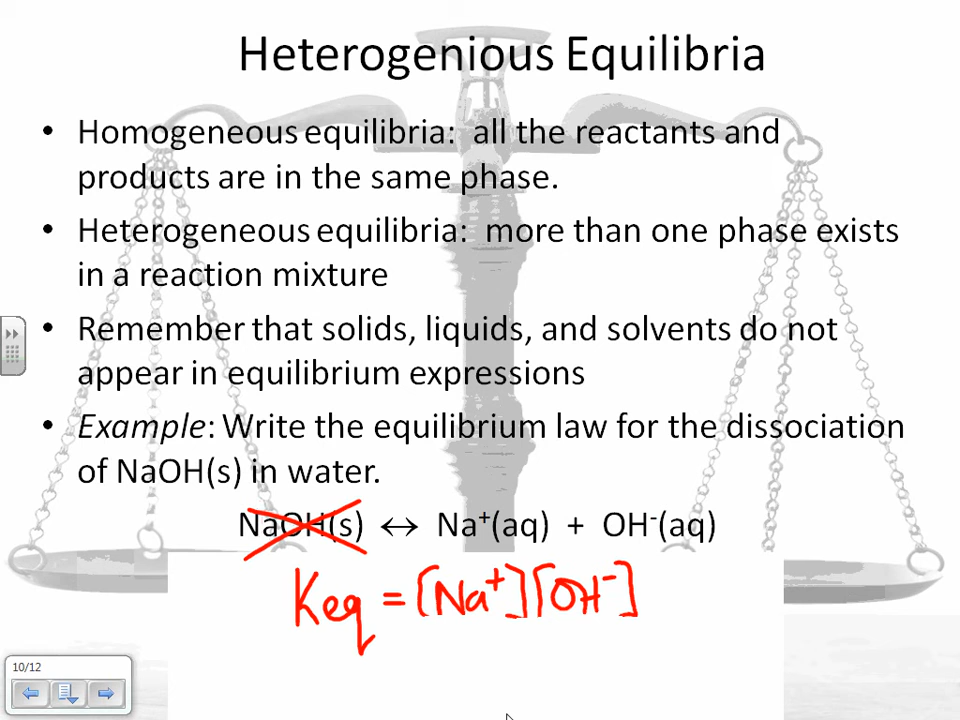 Heterogenious Equilibria
• Homogeneous equilibria: all the reactants and
products are in the same phase.
• Heterogeneous equilibria: more than one phase exists
in a reaction mixture
• Remember that solids, liquids, and solvents do not
appear in equilibrium expressions
• Example: Write the equilibrium law for the dissociation
of NaOH(s) in water.
NaOH(s) ↔ Na⁺(aq) + OH⁻(aq)
Keq = [Na⁺][OH⁻]
10/12